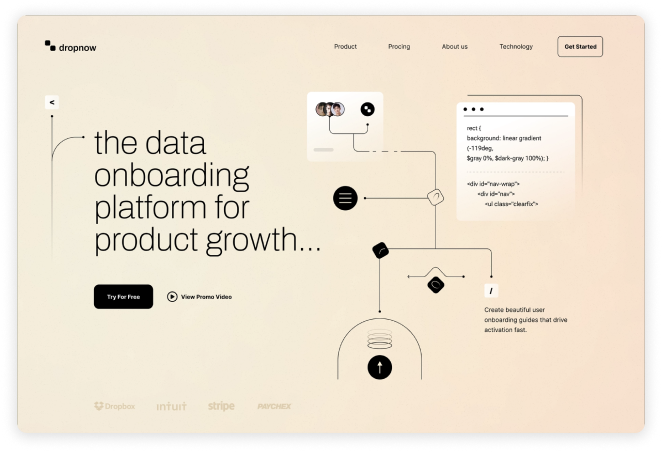 dropnow
Product
Procing
About us
Technology
Get Started
<
the data
onboarding
platform for
product growth...
Try For Free
View Promo Video
rect {
background: linear gradient
(-119deg,
$gray 0%, $dark-gray 100%); }
<div id="nav-wrap">
<div id="nav">
<ul class="clearfix">
/
Create beautiful user
onboarding guides that drive
activation fast.
Dropbox
intuit
stripe
PAYCHEX